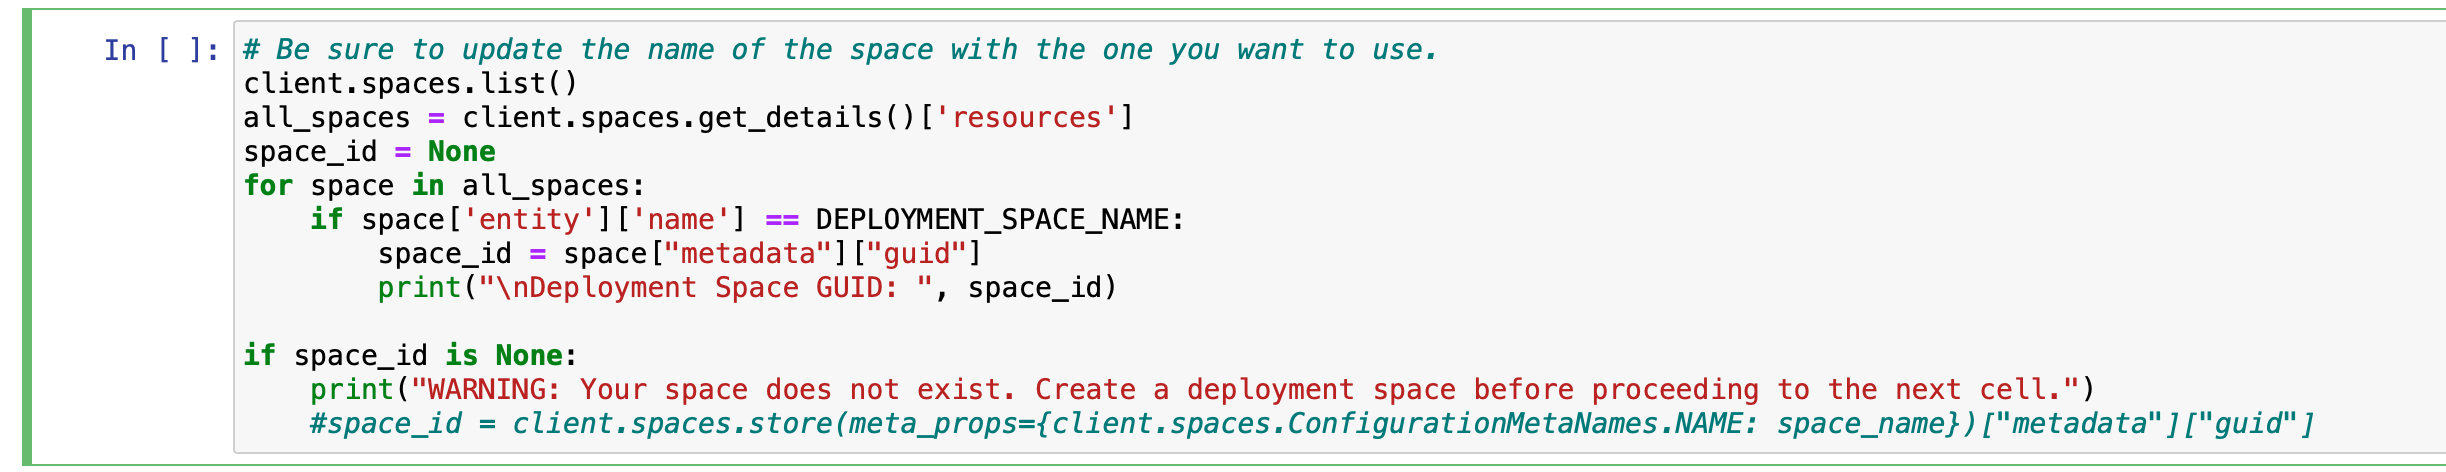 In [ ]: # Be sure to update the name of the space with the one you want to use.
client.spaces.list()
all_spaces = client.spaces.get_details()['resources']
space_id = None
for space in all_spaces:
    if space['entity']['name'] == DEPLOYMENT_SPACE_NAME:
        space_id = space["metadata"]["guid"]
        print("\nDeployment Space GUID: ", space_id)

if space_id is None:
    print("WARNING: Your space does not exist. Create a deployment space before proceeding to the next cell.")
    #space_id = client.spaces.store(meta_props={client.spaces.ConfigurationMetaNames.NAME: space_name})["metadata"]["guid"]